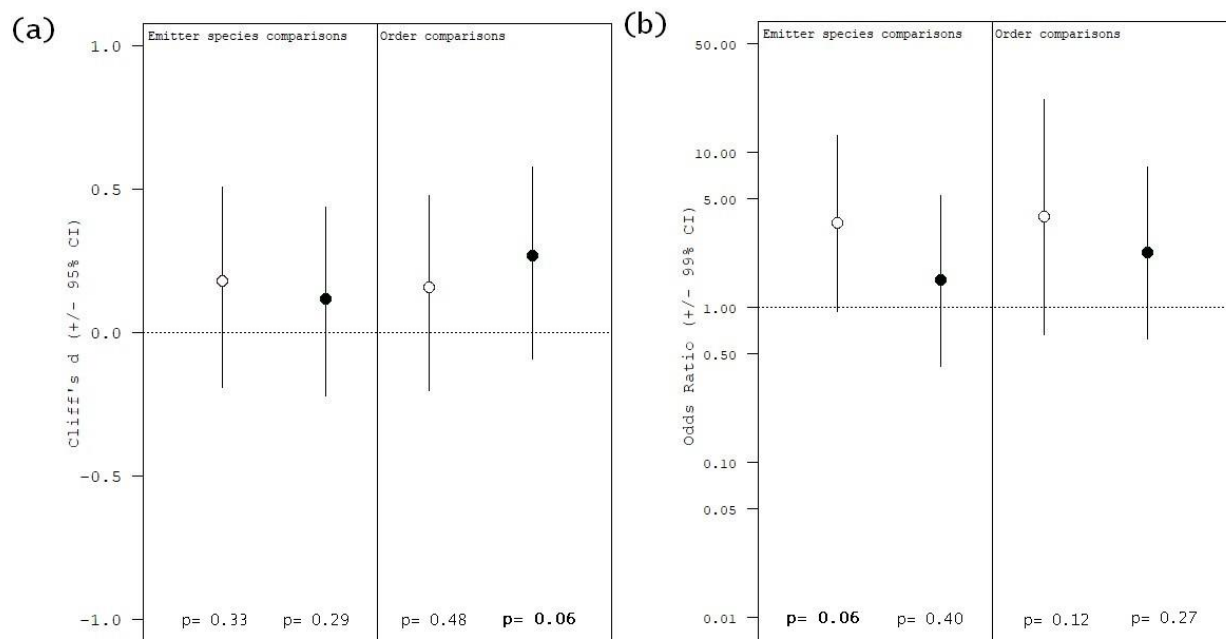 (a)
Emitter species comparisons
Order comparisons
Cliff's d (+/- 95% CI)
1.0
0.5
0.0
−0.5
−1.0
p= 0.33
p= 0.29
p= 0.48
p= 0.06
(b)
Emitter species comparisons
Order comparisons
Odds Ratio (+/- 99% CI)
50.00
10.00
5.00
1.00
0.50
0.10
0.05
0.01
p= 0.06
p= 0.40
p= 0.12
p= 0.27